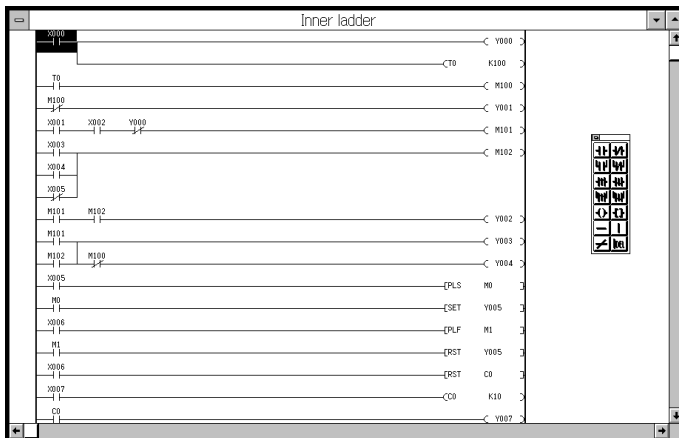 Inner ladder
X000 Y000
T0 K100
T0 M100
M100 Y001
X001 X002 Y000 M101
X003 M102
X004
X005
M101 M102 Y002
M101 Y003
M102 M100 Y004
X005 PLS M0
M0 SET Y005
X006 PLF M1
M1 RST Y005
X006 RST C0
X007 C0 K10
C0 Y007
DEL